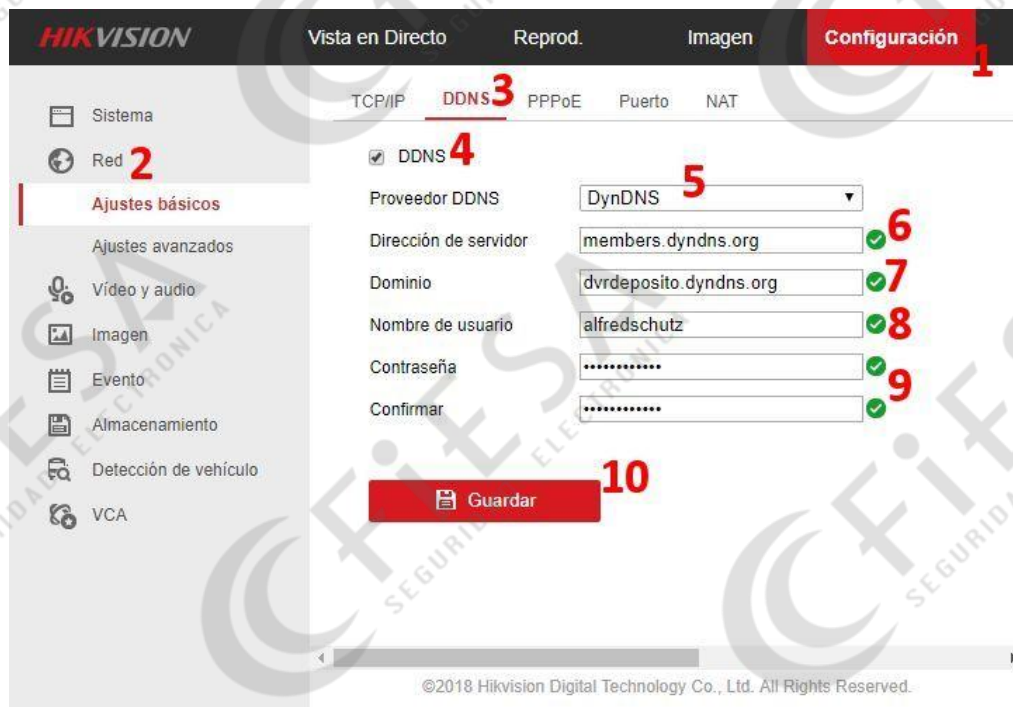 HIKVISION Vista en Directo Reprod. Imagen Configuración 1
TCP/IP DDNS 3 PPPoE Puerto NAT
Sistema
Red 2
Ajustes básicos
Ajustes avanzados
Vídeo y audio
Imagen
Evento
Almacenamiento
Detección de vehículo
VCA
DDNS 4
Proveedor DDNS DynDNS 5
Dirección de servidor members.dyndns.org 6
Dominio dvrdeposito.dyndns.org 7
Nombre de usuario alfredschutz 8
Contraseña ••••••••••••
Confirmar •••••••••••• 9
Guardar 10
©2018 Hikvision Digital Technology Co., Ltd. All Rights Reserved.
CFiESA
SEGURIDAD ELECTRONICA